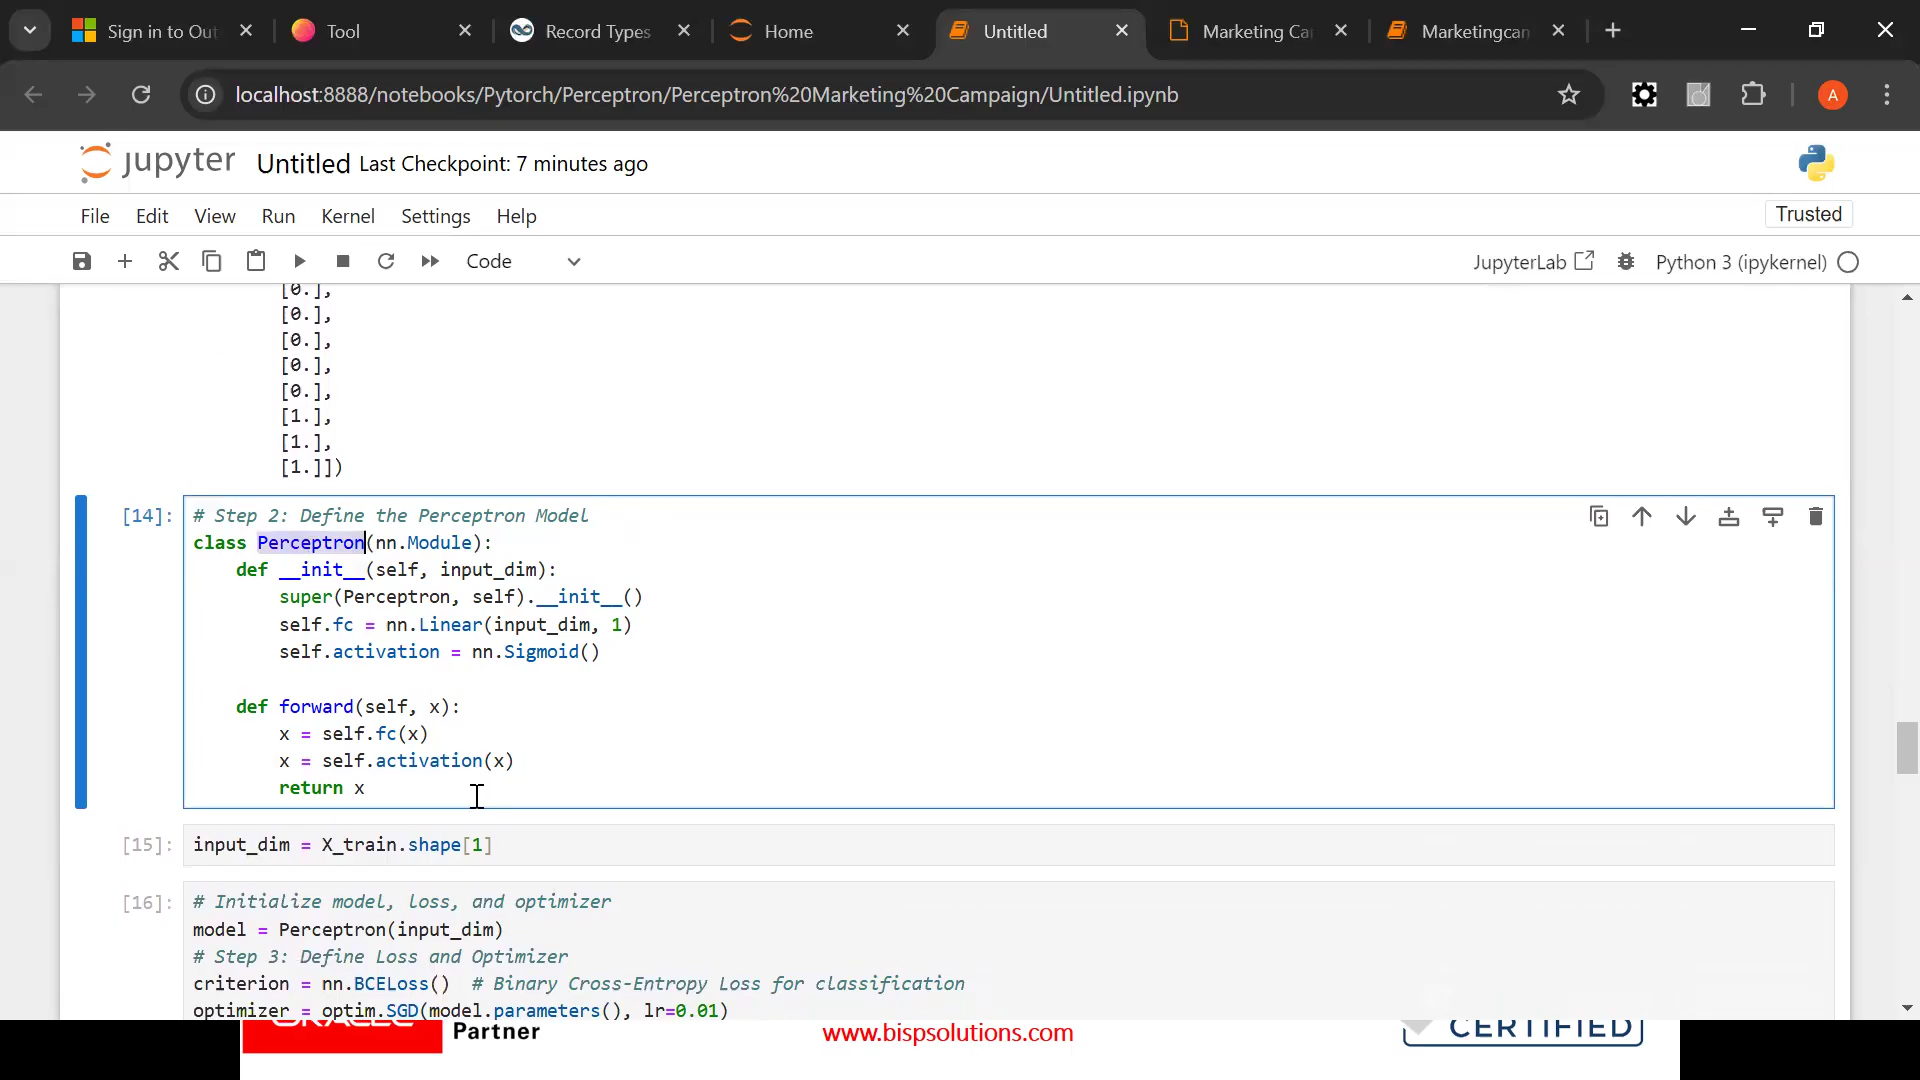 Sign in to Out
Tool
Record Types
Home
Untitled
Marketing Ca
Marketingcan
localhost:8888/notebooks/Pytorch/Perceptron/Perceptron%20Marketing%20Campaign/Untitled.ipynb
A
jupyter Untitled Last Checkpoint: 7 minutes ago
File Edit View Run Kernel Settings Help
Trusted
Code
JupyterLab
Python 3 (ipykernel)
[0.],
[0.],
[0.],
[0.],
[0.],
[1.],
[1.],
[1.]])
[14]:
# Step 2: Define the Perceptron Model
class Perceptron(nn.Module):
    def __init__(self, input_dim):
        super(Perceptron, self).__init__()
        self.fc = nn.Linear(input_dim, 1)
        self.activation = nn.Sigmoid()
    def forward(self, x):
        x = self.fc(x)
        x = self.activation(x)
        return x
[15]:
input_dim = X_train.shape[1]
[16]:
# Initialize model, loss, and optimizer
model = Perceptron(input_dim)
# Step 3: Define Loss and Optimizer
criterion = nn.BCELoss()  # Binary Cross-Entropy Loss for classification
optimizer = optim.SGD(model.parameters(), lr=0.01)
ORACLE
Partner
www.bispsolutions.com
CERTIFIED